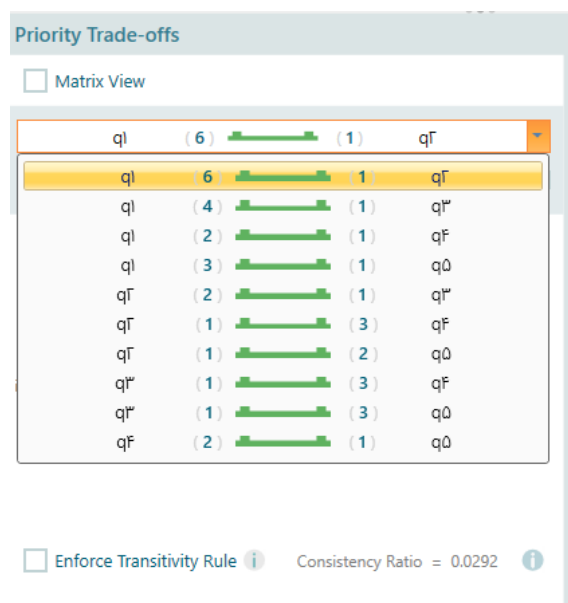 Priority Trade-offs
Matrix View
q۱ (6) (1) q۲
q۱ (6) (1) q۲
q۱ (4) (1) q۳
q۱ (2) (1) q۴
q۱ (3) (1) q۵
q۲ (2) (1) q۳
q۲ (1) (3) q۴
q۲ (1) (2) q۵
q۳ (1) (3) q۴
q۳ (1) (3) q۵
q۴ (2) (1) q۵
Enforce Transitivity Rule i Consistency Ratio = 0.0292 i